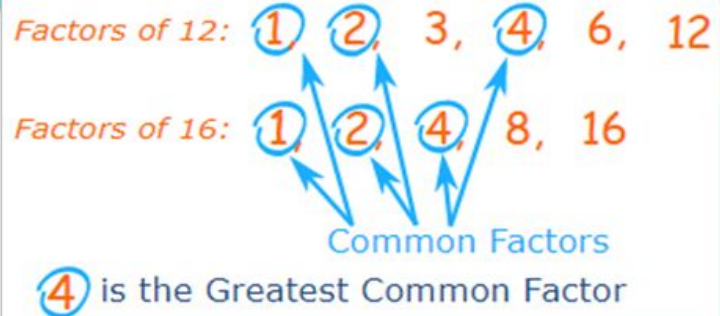 Factors of 12: 1, 2, 3, 4, 6, 12
Factors of 16: 1, 2, 4, 8, 16
Common Factors
4 is the Greatest Common Factor